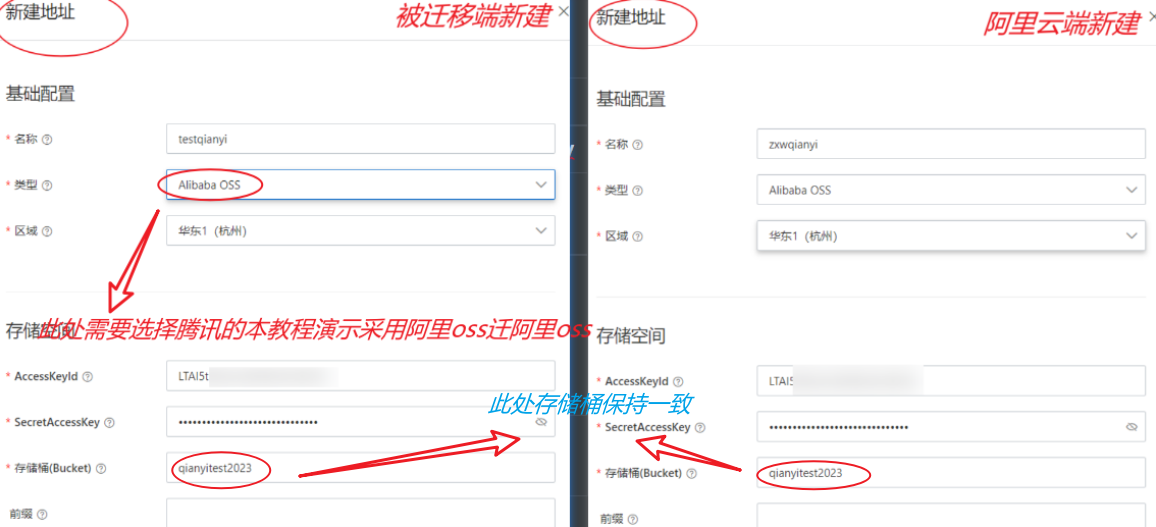 新建地址
被迁移端新建
基础配置
* 名称
testqianyi
* 类型
Alibaba OSS
* 区域
华东1（杭州）
存储空间
此处需要选择腾讯的本教程演示采用阿里oss迁阿里oss
* AccessKeyId
LTAI5t
* SecretAccessKey
••••••••••••••••••••••••••••••
* 存储桶(Bucket)
qianyitest2023
前缀
此处存储桶保持一致
新建地址
阿里云端新建
基础配置
* 名称
zxwqianyi
* 类型
Alibaba OSS
* 区域
华东1（杭州）
存储空间
* AccessKeyId
LTAI5
* SecretAccessKey
••••••••••••••••••••••••••••••
* 存储桶(Bucket)
qianyitest2023
前缀